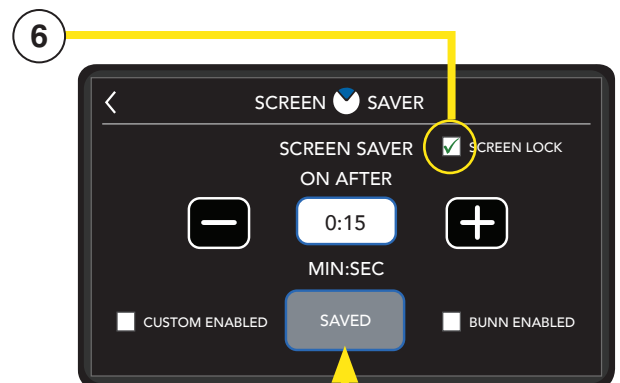 6
SCREEN SAVER
SCREEN SAVER
SCREEN LOCK
ON AFTER
0:15
MIN:SEC
CUSTOM ENABLED
SAVED
BUNN ENABLED